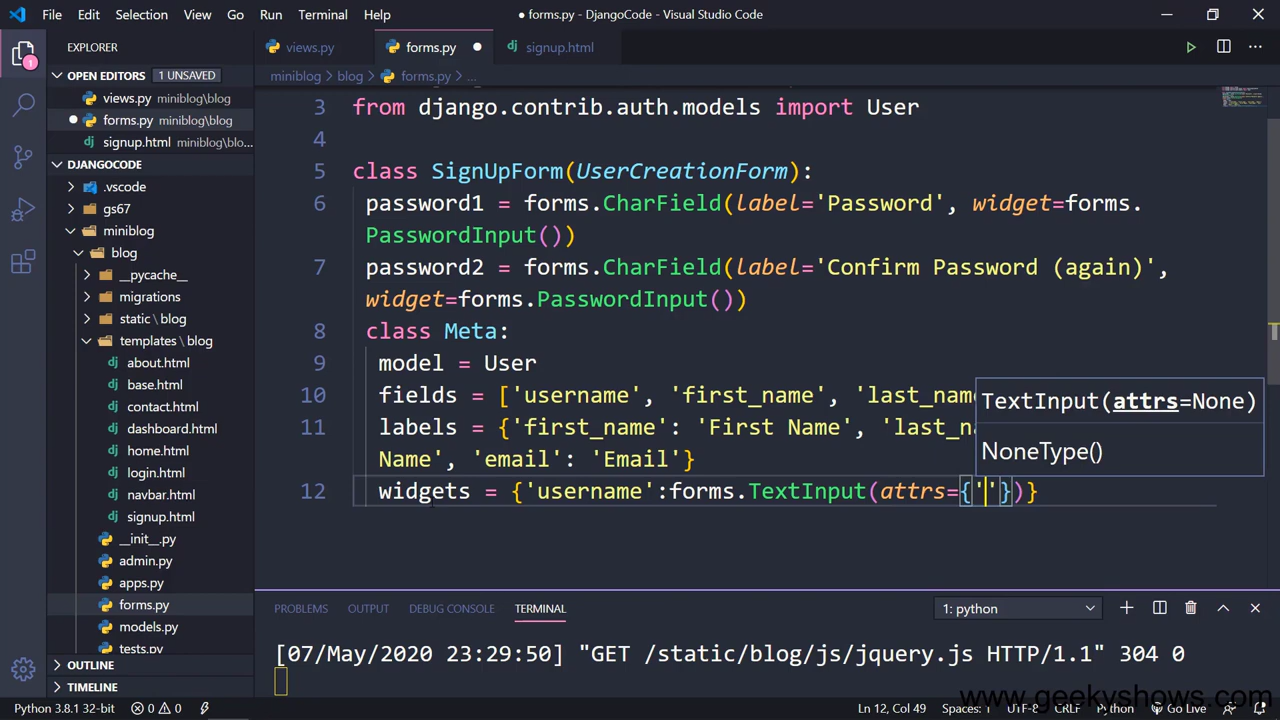 File Edit Selection View Go Run Terminal Help
● forms.py - DjangoCode - Visual Studio Code
EXPLORER
views.py
forms.py
signup.html
OPEN EDITORS 1 UNSAVED
views.py miniblog\blog
forms.py miniblog\blog
signup.html miniblog\blo...
DJANGOCODE
.vscode
gs67
miniblog
blog
__pycache__
migrations
static \ blog
templates \ blog
about.html
base.html
contact.html
dashboard.html
home.html
login.html
navbar.html
signup.html
__init__.py
admin.py
apps.py
forms.py
models.py
tests.py
OUTLINE
TIMELINE
miniblog > blog > forms.py > ...
3 from django.contrib.auth.models import User
4
5 class SignUpForm(UserCreationForm):
6 password1 = forms.CharField(label='Password', widget=forms.
PasswordInput())
7 password2 = forms.CharField(label='Confirm Password (again)',
widget=forms.PasswordInput())
8 class Meta:
9 model = User
10 fields = ['username', 'first_name', 'last_name
11 labels = {'first_name': 'First Name', 'last_n
Name', 'email': 'Email'}
12 widgets = {'username':forms.TextInput(attrs={''})}
TextInput(attrs=None)
NoneType()
PROBLEMS OUTPUT DEBUG CONSOLE TERMINAL
1: python
[07/May/2020 23:29:50] "GET /static/blog/js/jquery.js HTTP/1.1" 304 0
www.geekyshows.com
Python 3.8.1 32-bit 0 0
Ln 12, Col 49 Spaces: 1 UTF-8 CRLF Python Go Live
1